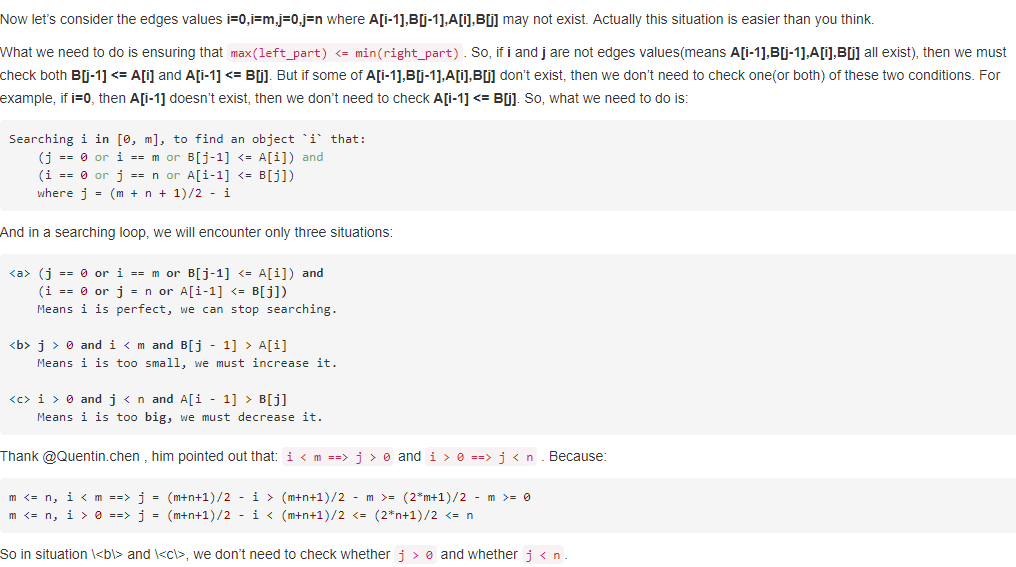 Now let's consider the edges values i=0,i=m,j=0,j=n where A[i-1],B[j-1],A[i],B[j] may not exist. Actually this situation is easier than you think.
What we need to do is ensuring that max(left_part) <= min(right_part) . So, if i and j are not edges values(means A[i-1],B[j-1],A[i],B[j] all exist), then we must
check both B[j-1] <= A[i] and A[i-1] <= B[j]. But if some of A[i-1],B[j-1],A[i],B[j] don't exist, then we don't need to check one(or both) of these two conditions. For
example, if i=0, then A[i-1] doesn't exist, then we don't need to check A[i-1] <= B[j]. So, what we need to do is:
Searching i in [0, m], to find an object `i` that:
(j == 0 or i == m or B[j-1] <= A[i]) and
(i == 0 or j == n or A[i-1] <= B[j])
where j = (m + n + 1)/2 - i
And in a searching loop, we will encounter only three situations:
<a> (j == 0 or i == m or B[j-1] <= A[i]) and
(i == 0 or j = n or A[i-1] <= B[j])
Means i is perfect, we can stop searching.
<b> j > 0 and i < m and B[j - 1] > A[i]
Means i is too small, we must increase it.
<c> i > 0 and j < n and A[i - 1] > B[j]
Means i is too big, we must decrease it.
Thank @Quentin.chen , him pointed out that: i < m ==> j > 0 and i > 0 ==> j < n . Because:
m <= n, i < m ==> j = (m+n+1)/2 - i > (m+n+1)/2 - m >= (2*m+1)/2 - m >= 0
m <= n, i > 0 ==> j = (m+n+1)/2 - i < (m+n+1)/2 <= (2*n+1)/2 <= n
So in situation \<b\> and \<c\>, we don't need to check whether j > 0 and whether j < n .